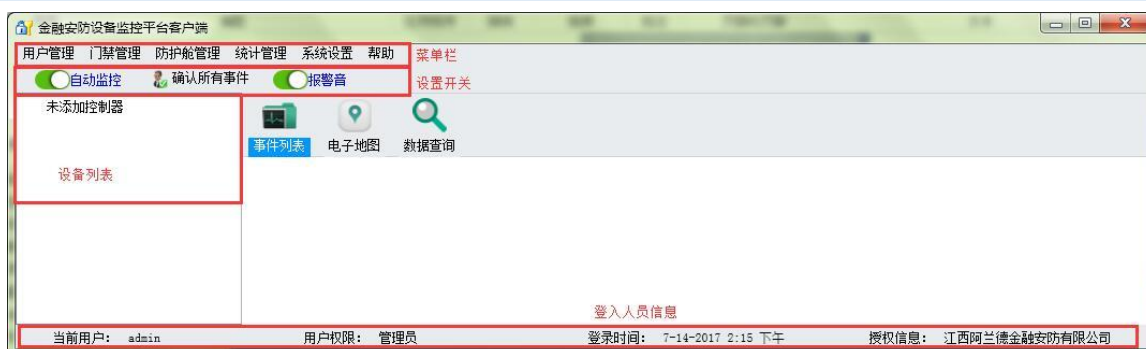 金融安防设备监控平台客户端
用户管理 门禁管理 防护舱管理 统计管理 系统设置 帮助 菜单栏
自动监控 确认所有事件 报警音 设置开关
未添加控制器
事件列表 电子地图 数据查询
设备列表
登入人员信息
当前用户: admin 用户权限: 管理员 登录时间: 7-14-2017 2:15 下午 授权信息: 江西阿兰德金融安防有限公司